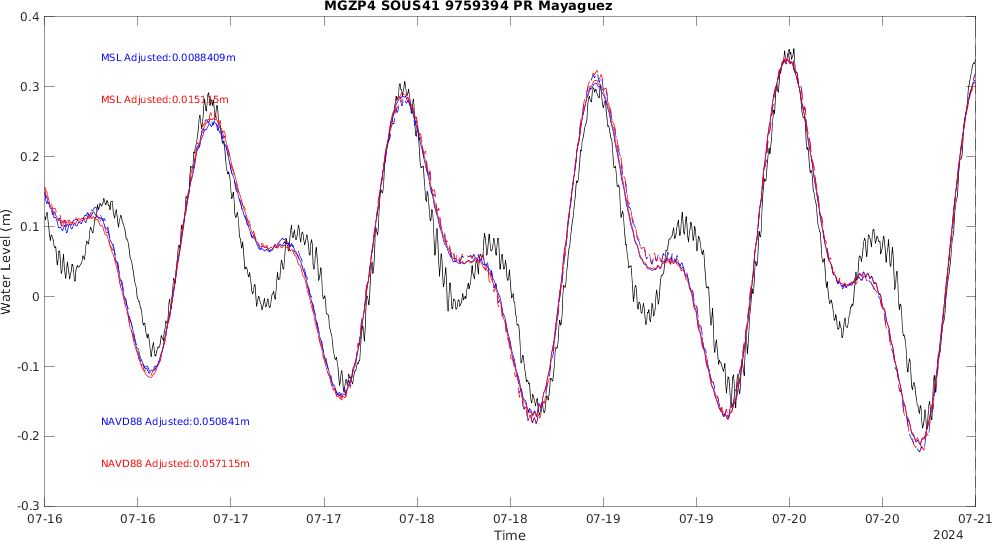 MGZP4 SOUS41 9759394 PR Mayaguez
0.4
MSL Adjusted:0.0088409m
0.3
MSL Adjusted:0.015115m
0.2
0.1
Water Level (m)
0
-0.1
NAVD88 Adjusted:0.050841m
-0.2
NAVD88 Adjusted:0.057115m
-0.3
07-16 07-16 07-17 07-17 07-18 07-18 07-19 07-19 07-20 07-20 07-21
Time
2024